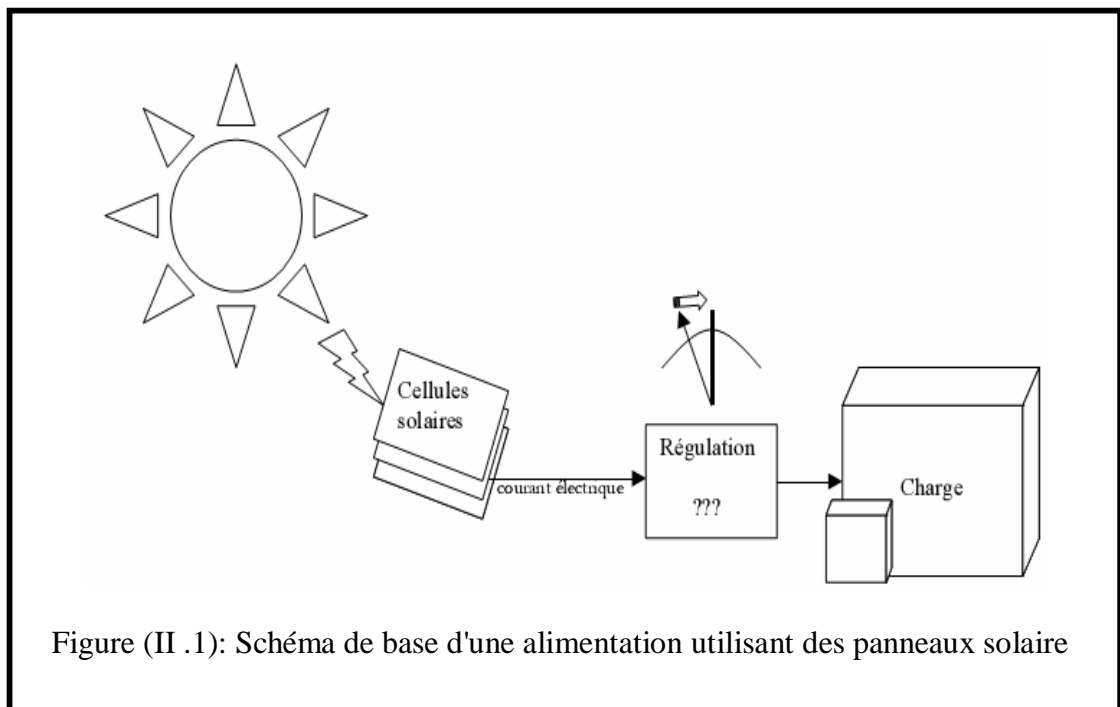 Cellules
solaires
courant électrique
Régulation
???
Charge
Figure (II .1): Schéma de base d'une alimentation utilisant des panneaux solaire